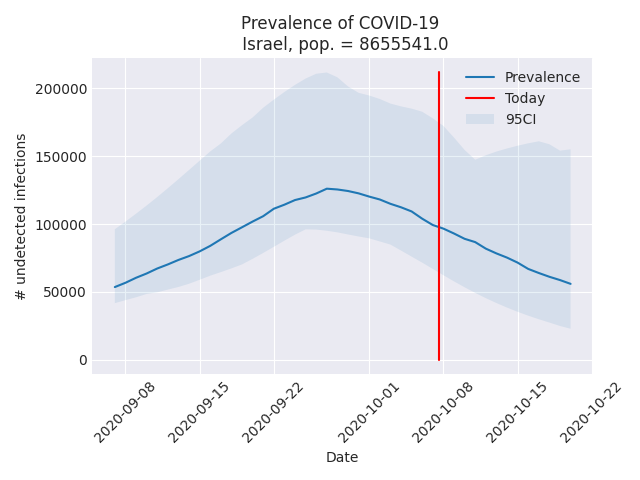 Prevalence of COVID-19
Israel, pop. = 8655541.0
Prevalence
Today
95CI
# undetected infections
200000
150000
100000
50000
0
2020-09-08
2020-09-15
2020-09-22
2020-10-01
2020-10-08
2020-10-15
2020-10-22
Date